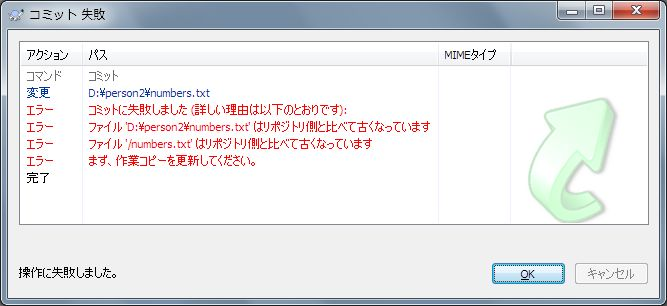 コミット 失敗
アクション パス MIMEタイプ
コマンド コミット
変更 D:¥person2¥numbers.txt
エラー コミットに失敗しました (詳しい理由は以下のとおりです):
エラー ファイル 'D:¥person2¥numbers.txt' はリポジトリ側と比べて古くなっています
エラー ファイル '/numbers.txt' はリポジトリ側と比べて古くなっています
エラー まず、作業コピーを更新してください。
完了
操作に失敗しました。 OK キャンセル